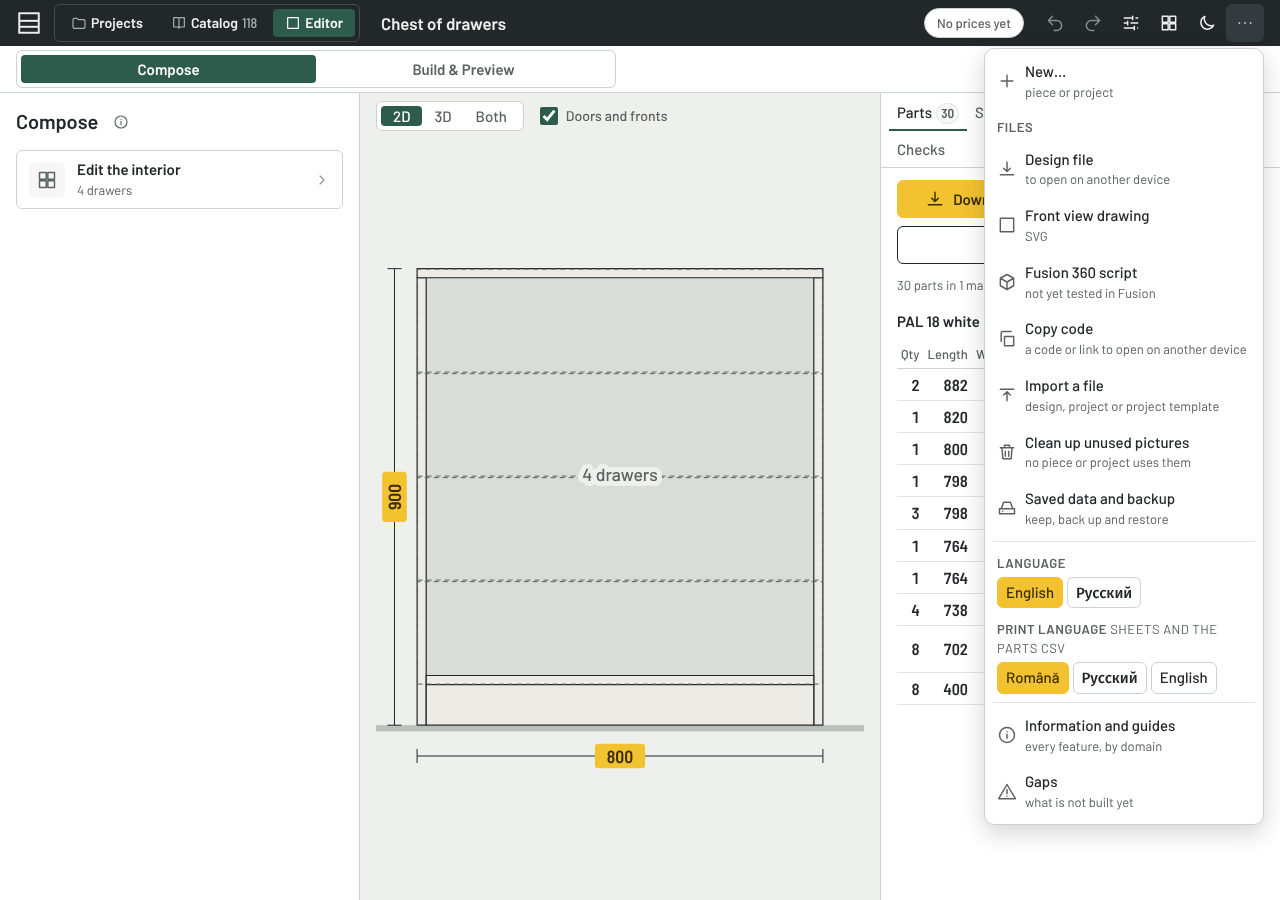 Projects
Catalog 118
Editor
Chest of drawers
No prices yet
Compose
Build & Preview
Compose
Edit the interior
4 drawers
2D
3D
Both
Doors and fronts
4 drawers
900
800
Parts 30
S
Checks
Dow
30 parts in 1 ma
PAL 18 white
Qty Length W
2 882
1 820
1 800
1 798
3 798
1 764
1 764
4 738
8 702
8 400
New...
piece or project
FILES
Design file
to open on another device
Front view drawing
SVG
Fusion 360 script
not yet tested in Fusion
Copy code
a code or link to open on another device
Import a file
design, project or project template
Clean up unused pictures
no piece or project uses them
Saved data and backup
keep, back up and restore
LANGUAGE
English
Русский
PRINT LANGUAGE SHEETS AND THE
PARTS CSV
Română
Русский
English
Information and guides
every feature, by domain
Gaps
what is not built yet